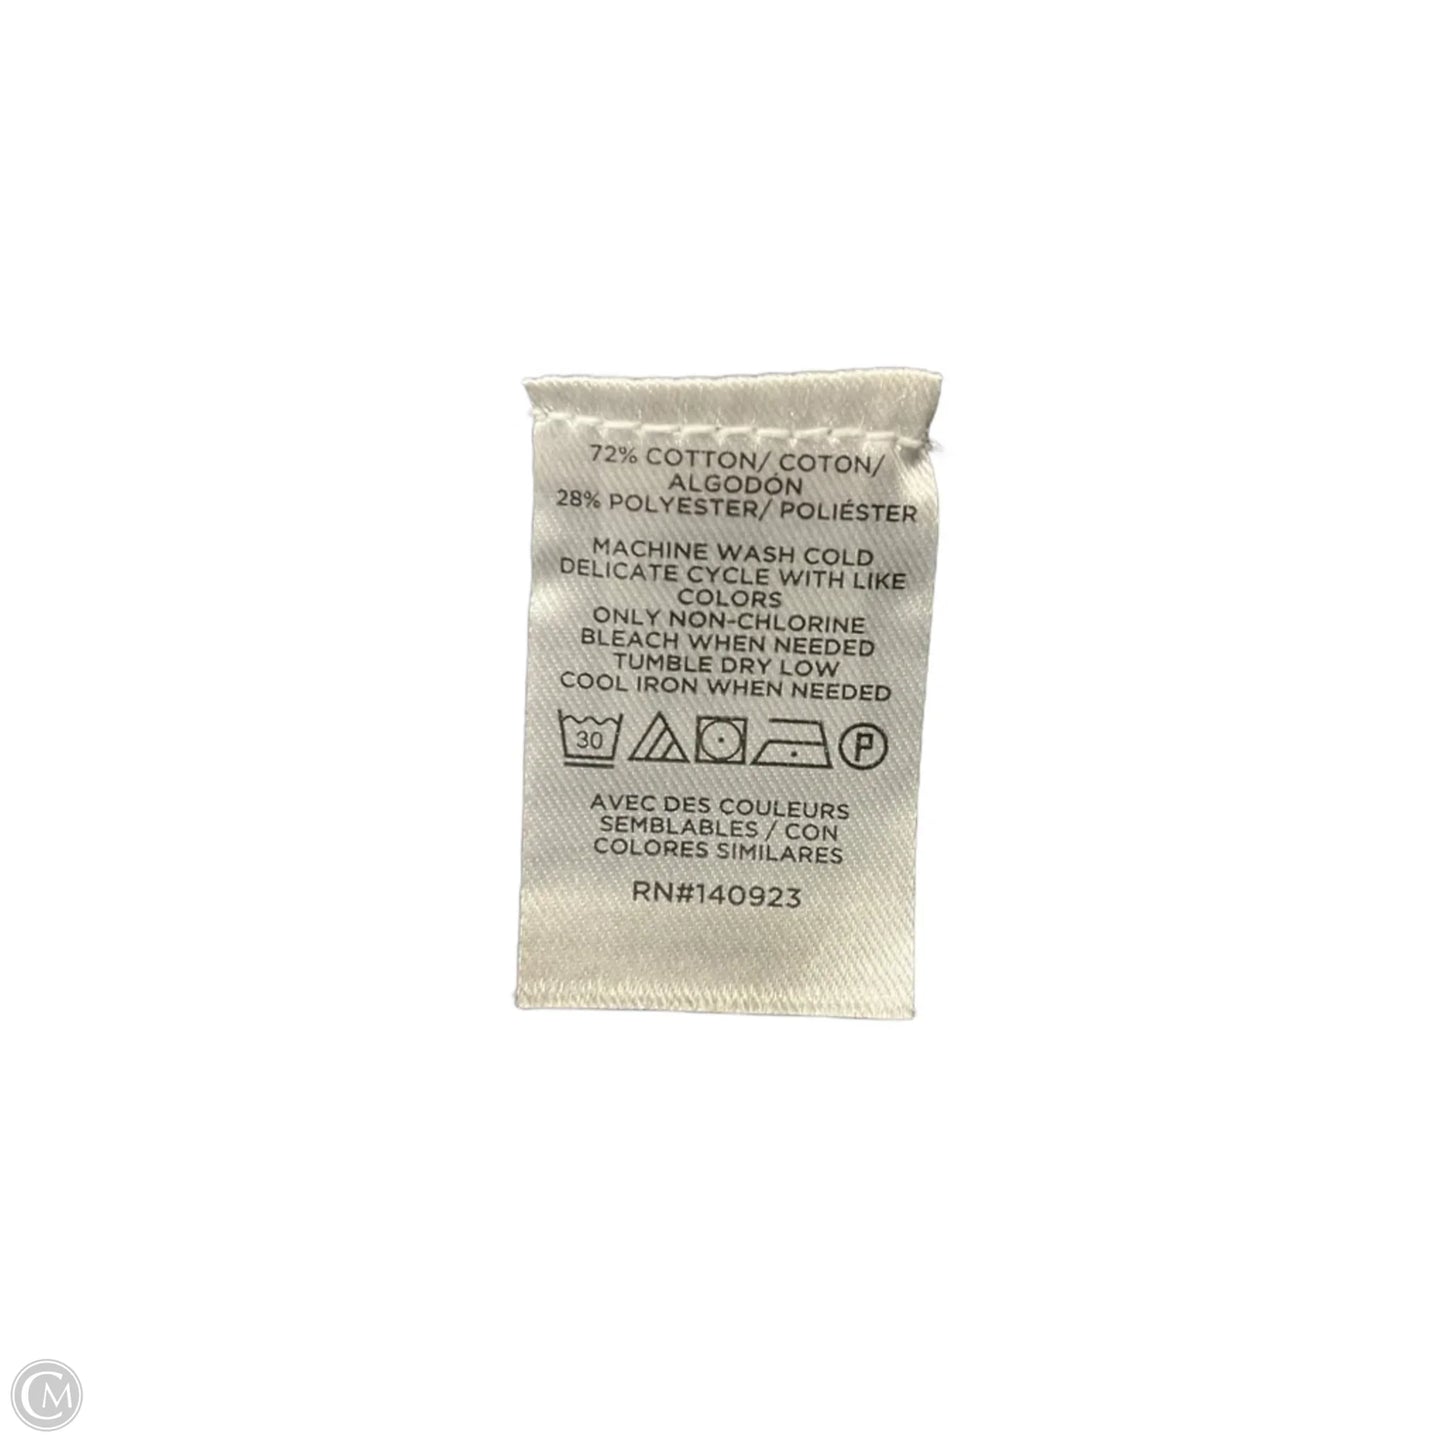 72% COTTON/ COTON/
ALGODÓN
28% POLYESTER/ POLIÉSTER
MACHINE WASH COLD
DELICATE CYCLE WITH LIKE
COLORS
ONLY NON-CHLORINE
BLEACH WHEN NEEDED
TUMBLE DRY LOW
COOL IRON WHEN NEEDED
30 P
AVEC DES COULEURS
SEMBLABLES / CON
COLORES SIMILARES
RN#140923
CM